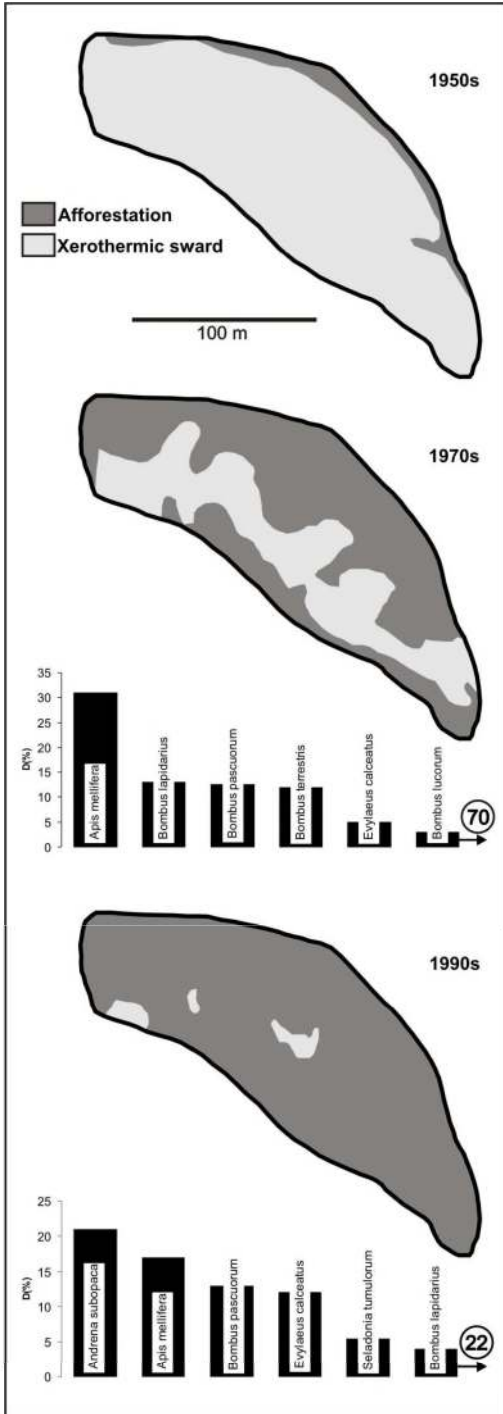 1950s
Afforestation
Xerothermic sward
100 m
1970s
35
30
25
20
15
10
5
0
D(%)
Apis mellifera
Bombus lapidarius
Bombus pascuorum
Bombus terrestris
Evylaeus calceatus
Bombus lucorum
70
1990s
25
20
15
10
5
0
D(%)
Andrena subopaca
Apis mellifera
Bombus pascuorum
Evylaeus calceatus
Seladonia tumulorum
Bombus lapidarius
22